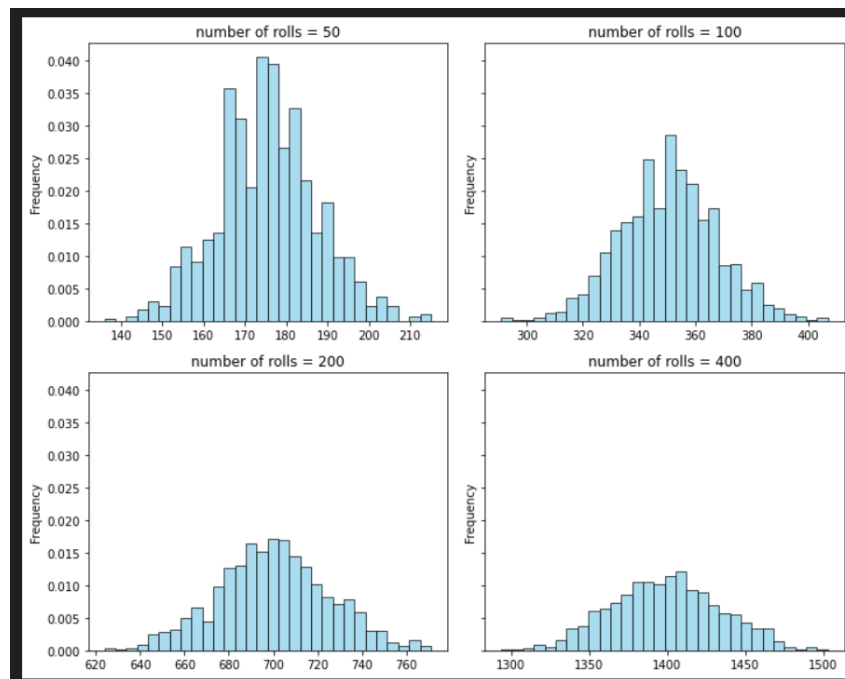 number of rolls = 50
0.040
0.035
0.030
0.025
0.020
0.015
0.010
0.005
0.000
Frequency
140 150 160 170 180 190 200 210
number of rolls = 100
Frequency
300 320 340 360 380 400
number of rolls = 200
0.040
0.035
0.030
0.025
0.020
0.015
0.010
0.005
0.000
Frequency
620 640 660 680 700 720 740 760
number of rolls = 400
Frequency
1300 1350 1400 1450 1500